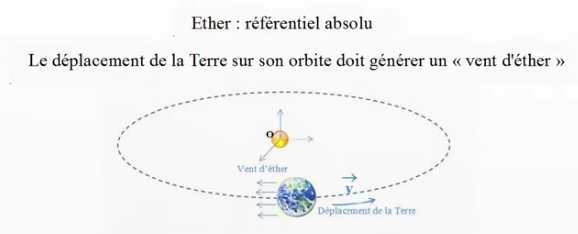 Ether : référentiel absolu
Le déplacement de la Terre sur son orbite doit générer un « vent d'éther »
O
Vent d'éther
v
Déplacement de la Terre